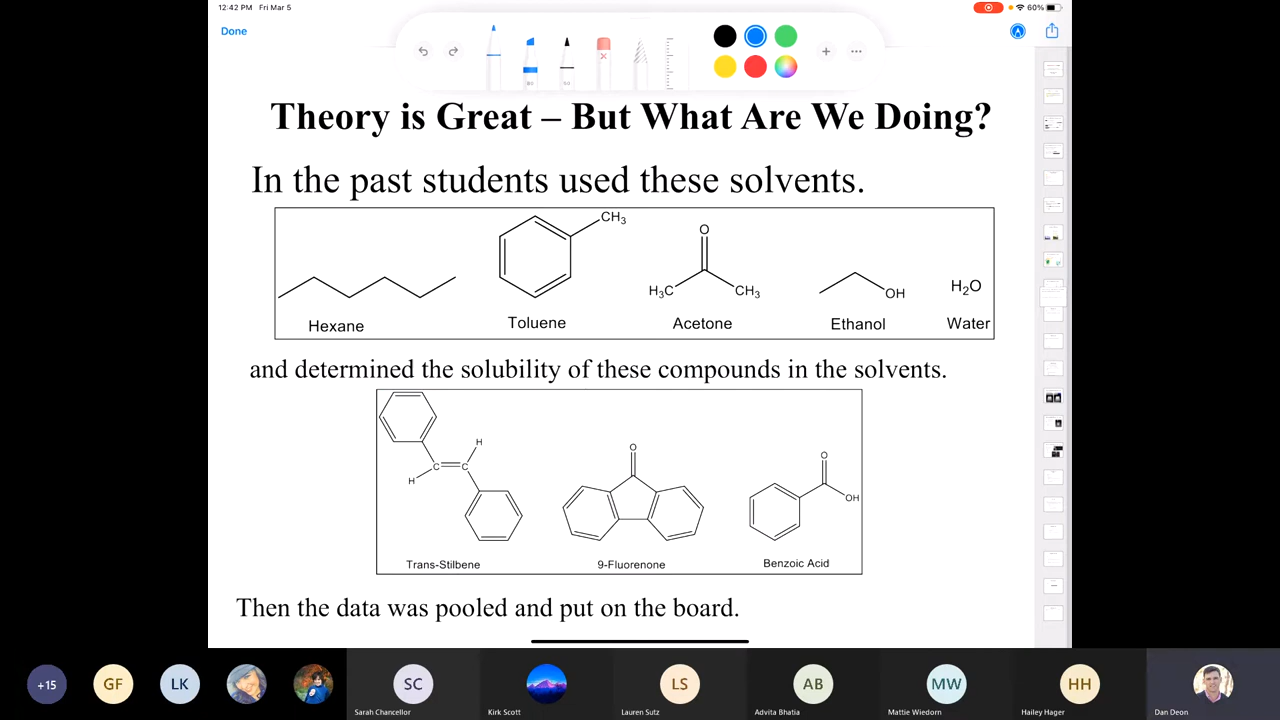 12:42 PM Fri Mar 5
60%
Done
Theory is Great – But What Are We Doing?
In the past students used these solvents.
CH3
O
H3C
CH3
OH
H2O
Hexane
Toluene
Acetone
Ethanol
Water
and determined the solubility of these compounds in the solvents.
H
C
C
H
O
O
OH
Trans-Stilbene
9-Fluorenone
Benzoic Acid
Then the data was pooled and put on the board.
+15
GF
LK
SC
LS
AB
MW
HH
Sarah Chancellor
Kirk Scott
Lauren Sutz
Advita Bhatia
Mattie Wiedorn
Hailey Hager
Dan Deon